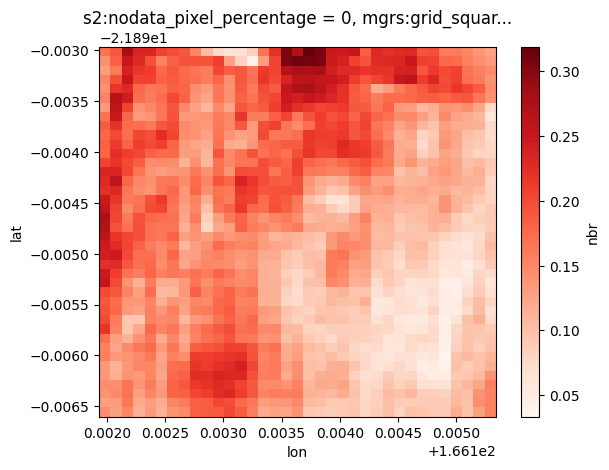 s2:nodata_pixel_percentage = 0, mgrs:grid_squar...
−2.189e1
−0.0030
−0.0035
−0.0040
−0.0045
−0.0050
−0.0055
−0.0060
−0.0065
lat
0.0020 0.0025 0.0030 0.0035 0.0040 0.0045 0.0050
lon
+1.661e2
0.30
0.25
0.20
0.15
0.10
0.05
nbr